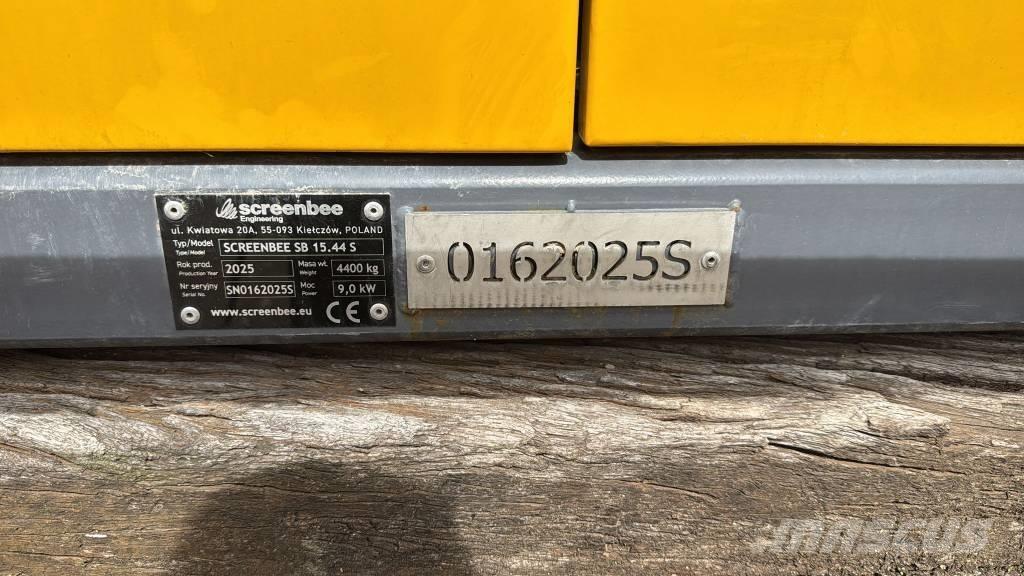 screenbee
Engineering
ul. Kwiatowa 20A, 55-093 Kiełczów, POLAND
Typ/Model SCREENBEE SB 15.44 S
Type/Model
Rok prod. 2025 Masa wł. 4400 kg
Production Year Weight
Nr seryjny SN0162025S Moc 9,0 kW
Serial No. Power
www.screenbee.eu CE
0162025S
MASCUS